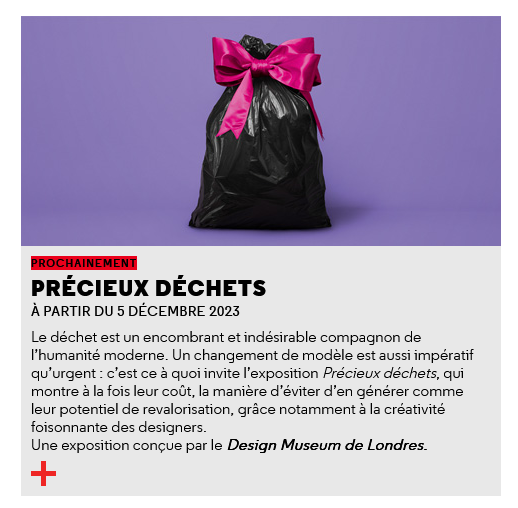 PROCHAINEMENT
PRÉCIEUX DÉCHETS
À PARTIR DU 5 DÉCEMBRE 2023
Le déchet est un encombrant et indésirable compagnon de
l’humanité moderne. Un changement de modèle est aussi impératif
qu’urgent : c’est ce à quoi invite l’exposition Précieux déchets, qui
montre à la fois leur coût, la manière d’éviter d’en générer comme
leur potentiel de revalorisation, grâce notamment à la créativité
foisonnante des designers.
Une exposition conçue par le Design Museum de Londres.